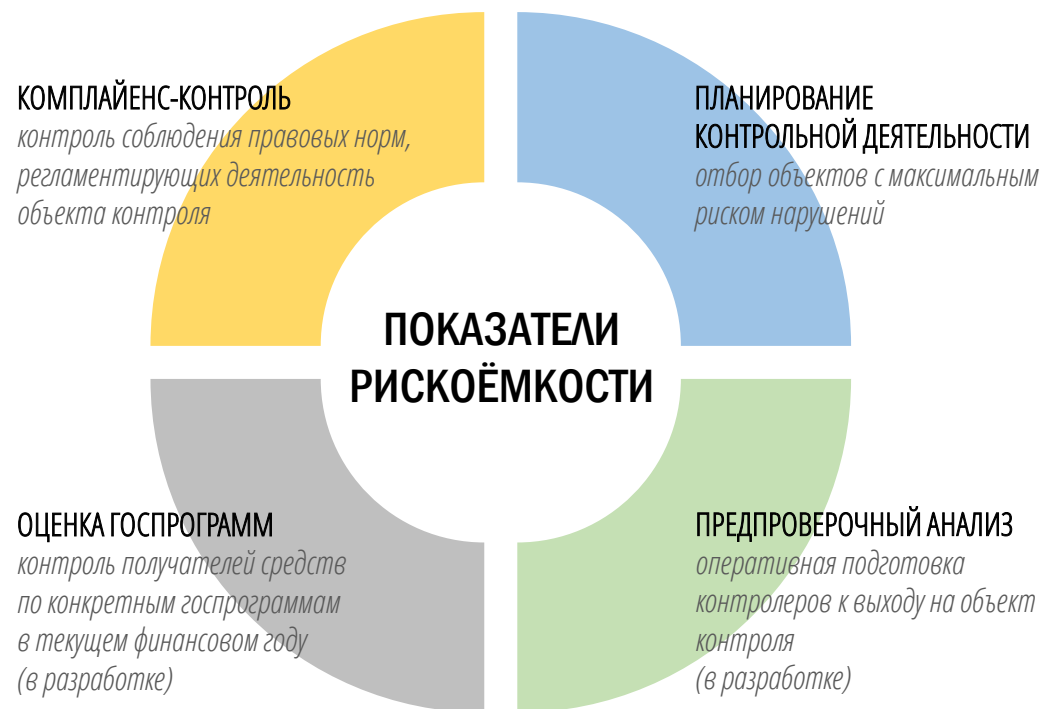 КОМПЛАЙЕНС-КОНТРОЛЬ
контроль соблюдения правовых норм,
регламентирующих деятельность
объекта контроля
ПЛАНИРОВАНИЕ
КОНТРОЛЬНОЙ ДЕЯТЕЛЬНОСТИ
отбор объектов с максимальным
риском нарушений
ПОКАЗАТЕЛИ
РИСКОЁМКОСТИ
ОЦЕНКА ГОСПРОГРАММ
контроль получателей средств
по конкретным госпрограммам
в текущем финансовом году
(в разработке)
ПРЕДПРОВЕРОЧНЫЙ АНАЛИЗ
оперативная подготовка
контролеров к выходу на объект
контроля
(в разработке)